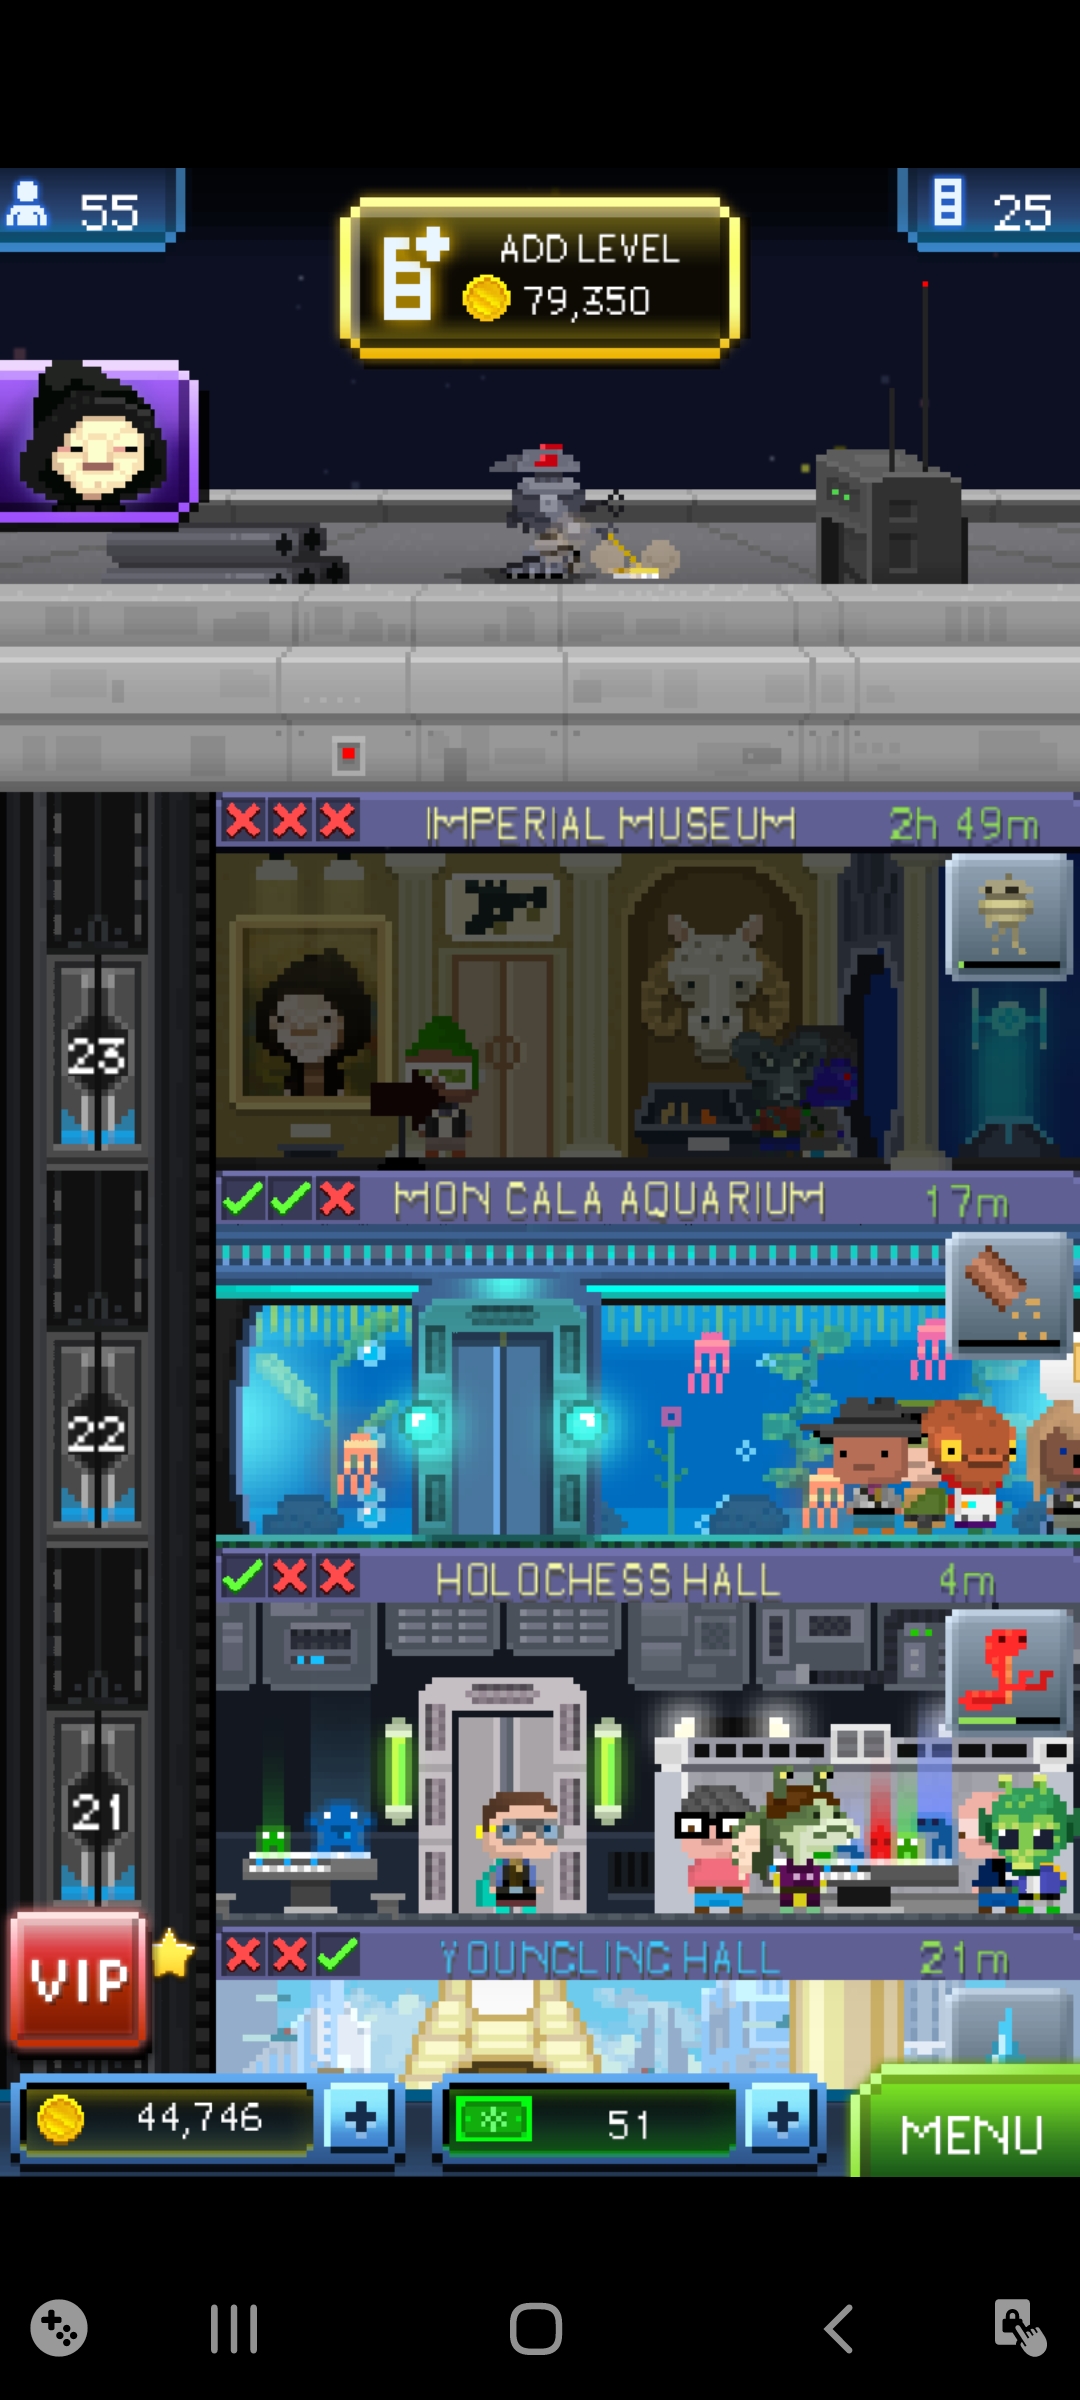 55
ADD LEVEL
79,350
25
IMPERIAL MUSEUM 2h 49m
23
MON CALA AQUARIUM 17m
22
HOLOCHESS HALL 4m
21
YOUNGLING HALL 21m
VIP
44,746
51
MENU